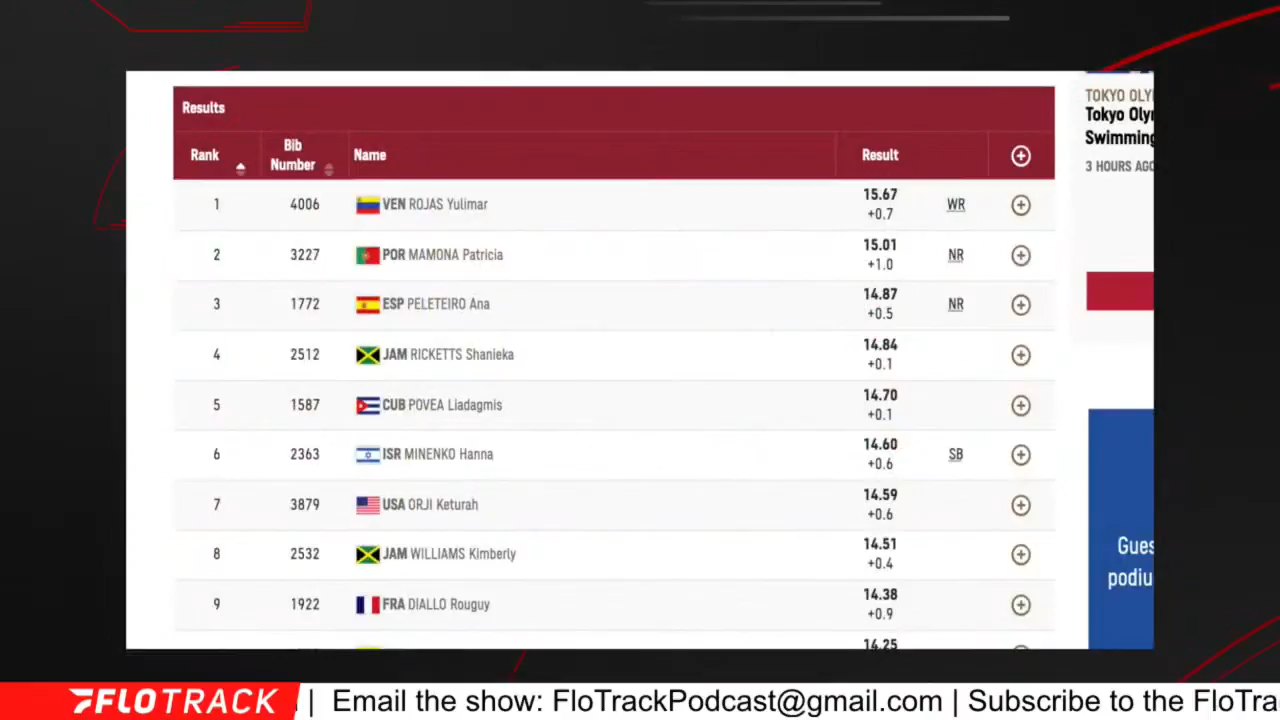 Results
Rank Bib Number Name Result
1 4006 VEN ROJAS Yulimar 15.67 +0.7 WR
2 3227 POR MAMONA Patricia 15.01 +1.0 NR
3 1772 ESP PELETEIRO Ana 14.87 +0.5 NR
4 2512 JAM RICKETTS Shanieka 14.84 +0.1
5 1587 CUB POVEA Liadagmis 14.70 +0.1
6 2363 ISR MINENKO Hanna 14.60 +0.6 SB
7 3879 USA ORJI Keturah 14.59 +0.6
8 2532 JAM WILLIAMS Kimberly 14.51 +0.4
9 1922 FRA DIALLO Rouguy 14.38 +0.9
14.25
TOKYO OLY
Tokyo Oly
Swimming
3 HOURS AGO
Gues
podiu
FLOTRACK | Email the show: FloTrackPodcast@gmail.com | Subscribe to the FloTra